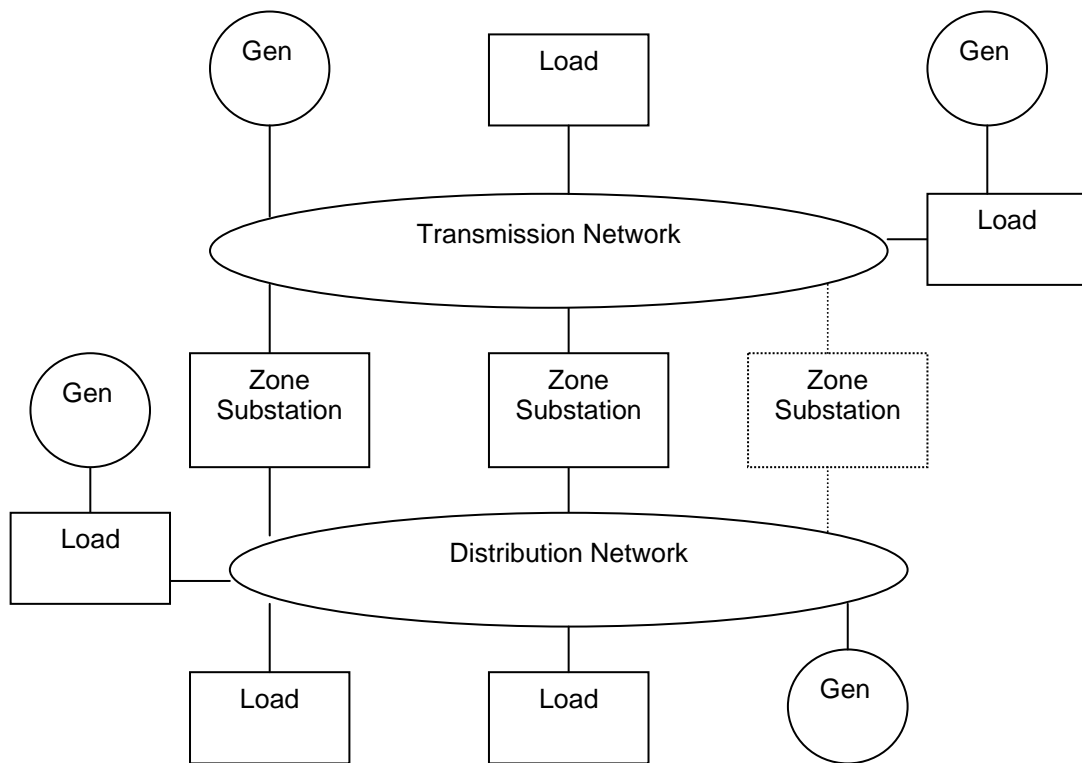 Gen
Load
Gen
Transmission Network
Load
Gen
Zone
Substation
Zone
Substation
Zone
Substation
Load
Distribution Network
Load
Load
Gen